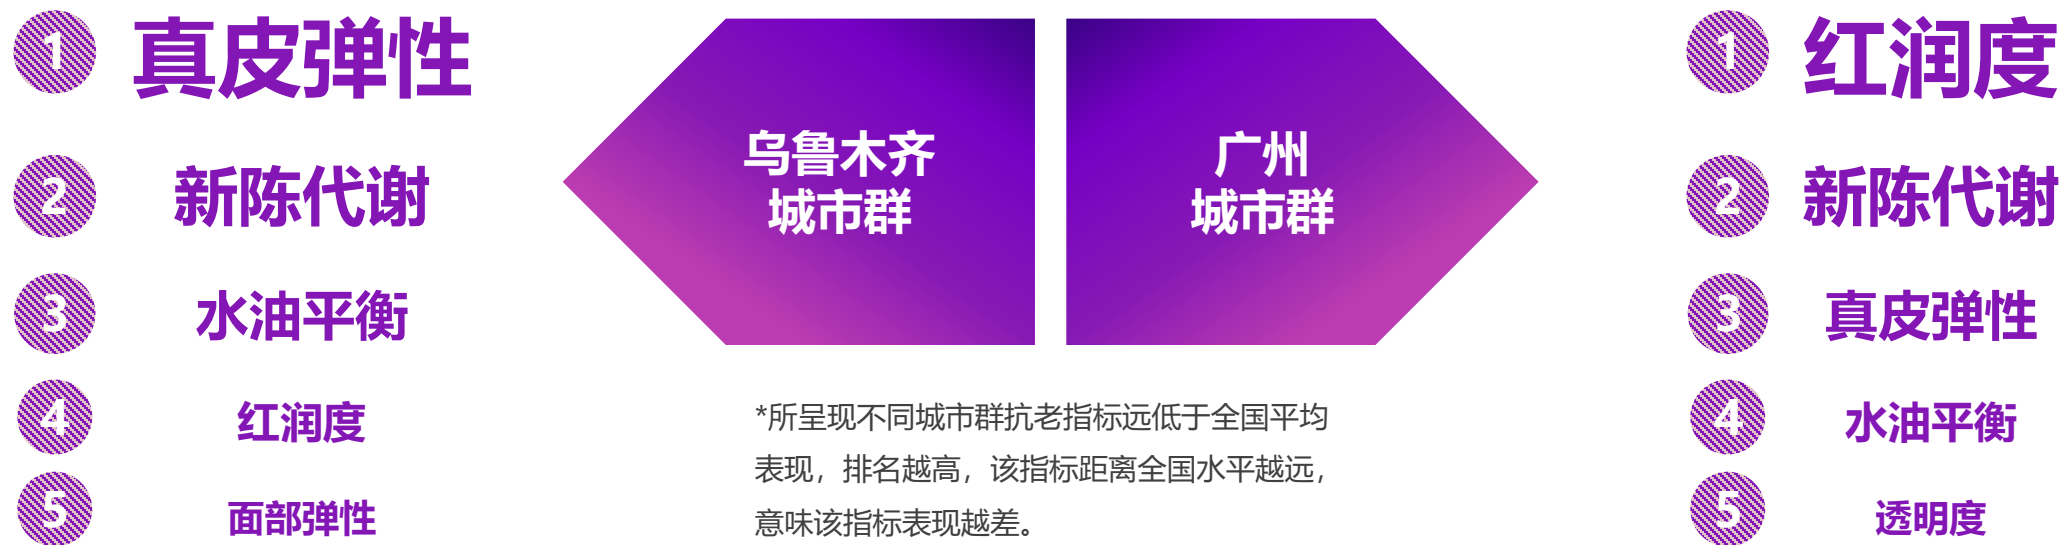 1 真皮弹性
2 新陈代谢
3 水油平衡
4 红润度
5 面部弹性
乌鲁木齐
城市群
广州
城市群
*所呈现不同城市群抗老指标远低于全国平均
表现，排名越高，该指标距离全国水平越远，
意味该指标表现越差。
1 红润度
2 新陈代谢
3 真皮弹性
4 水油平衡
5 透明度